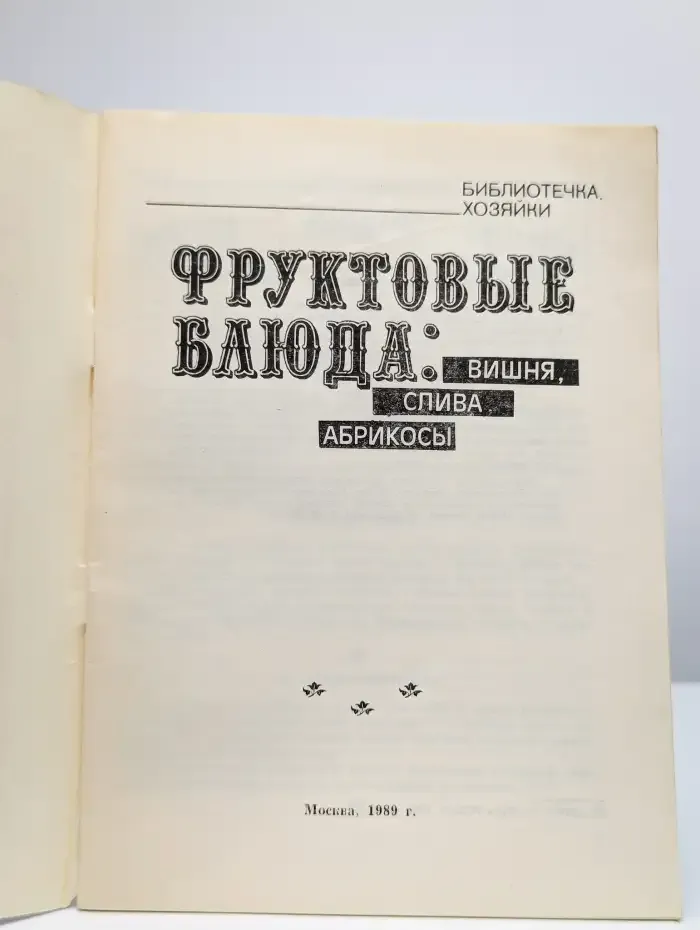 БИБЛИОТЕЧКА
ХОЗЯЙКИ
ФРУКТОВЫЕ
БЛЮДА:
ВИШНЯ,
СЛИВА,
АБРИКОСЫ
Москва, 1989 г.